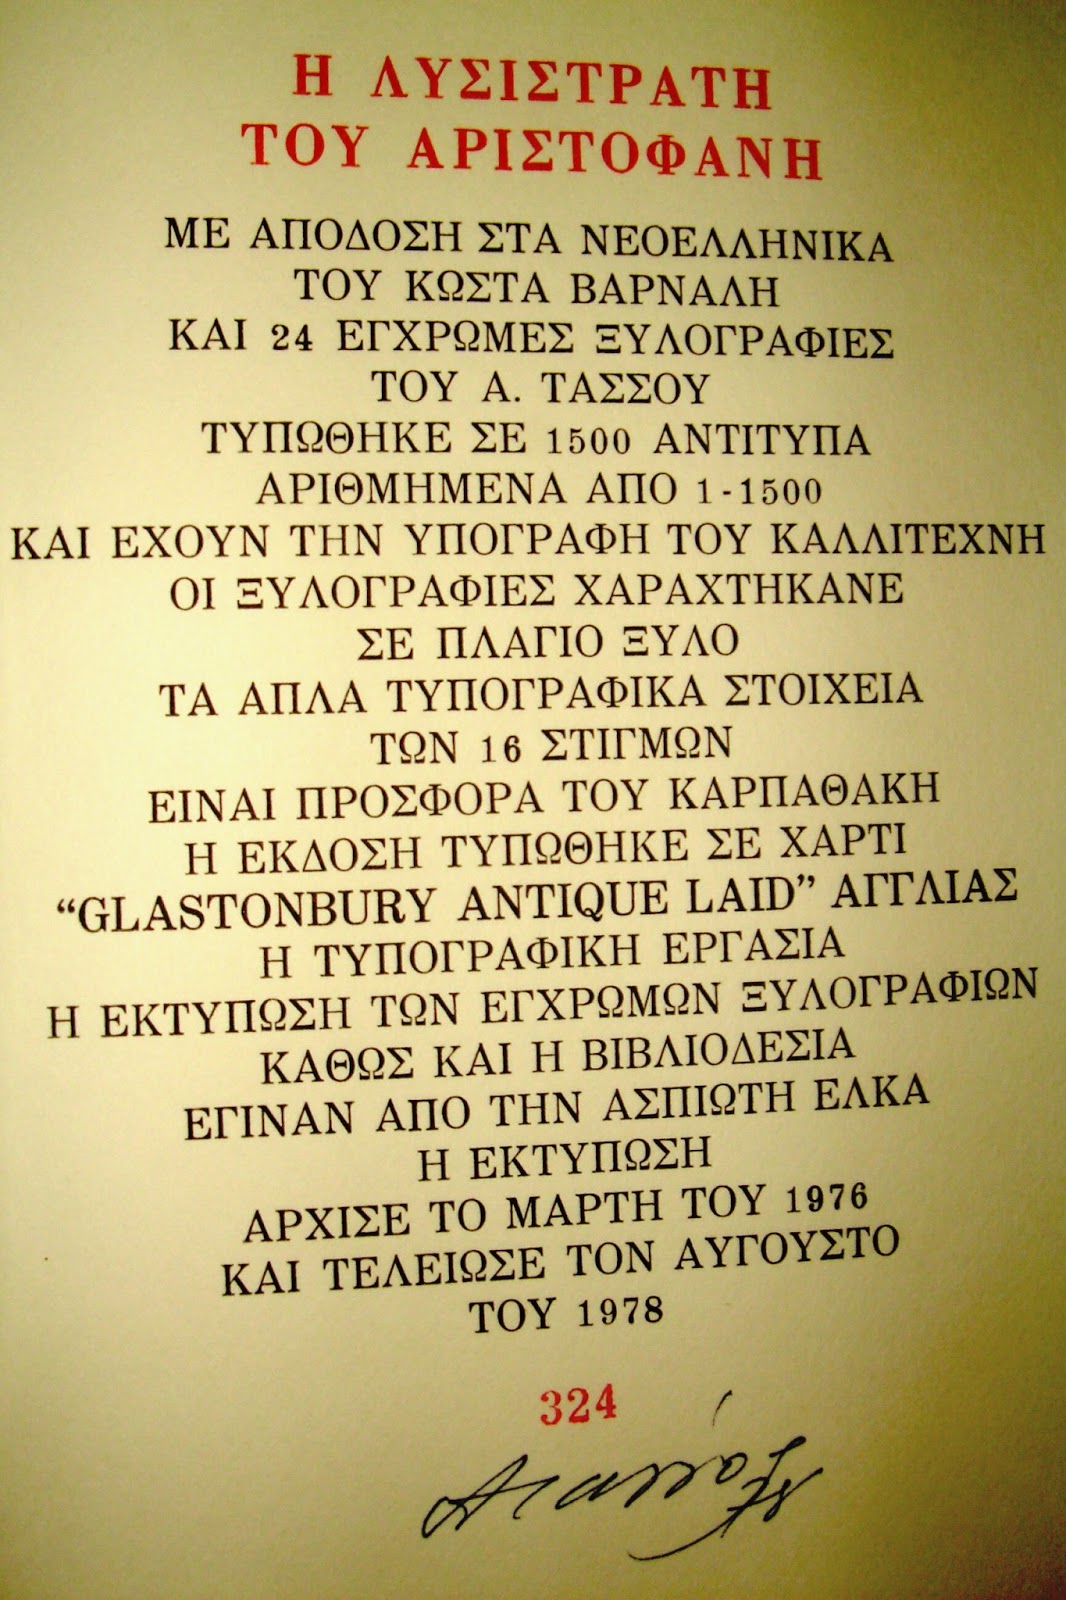 Η ΛΥΣΙΣΤΡΑΤΗ
ΤΟΥ ΑΡΙΣΤΟΦΑΝΗ
ΜΕ ΑΠΟΔΟΣΗ ΣΤΑ ΝΕΟΕΛΛΗΝΙΚΑ
ΤΟΥ ΚΩΣΤΑ ΒΑΡΝΑΛΗ
ΚΑΙ 24 ΕΓΧΡΩΜΕΣ ΞΥΛΟΓΡΑΦΙΕΣ
ΤΟΥ Α. ΤΑΣΣΟΥ
ΤΥΠΩΘΗΚΕ ΣΕ 1500 ΑΝΤΙΤΥΠΑ
ΑΡΙΘΜΗΜΕΝΑ ΑΠΟ 1-1500
ΚΑΙ ΕΧΟΥΝ ΤΗΝ ΥΠΟΓΡΑΦΗ ΤΟΥ ΚΑΛΛΙΤΕΧΝΗ
ΟΙ ΞΥΛΟΓΡΑΦΙΕΣ ΧΑΡΑΧΤΗΚΑΝΕ
ΣΕ ΠΛΑΓΙΟ ΞΥΛΟ
ΤΑ ΑΠΛΑ ΤΥΠΟΓΡΑΦΙΚΑ ΣΤΟΙΧΕΙΑ
ΤΩΝ 16 ΣΤΙΓΜΩΝ
ΕΙΝΑΙ ΠΡΟΣΦΟΡΑ ΤΟΥ ΚΑΡΠΑΘΑΚΗ
Η ΕΚΔΟΣΗ ΤΥΠΩΘΗΚΕ ΣΕ ΧΑΡΤΙ
“GLASTONBURY ANTIQUE LAID” ΑΓΓΛΙΑΣ
Η ΤΥΠΟΓΡΑΦΙΚΗ ΕΡΓΑΣΙΑ
Η ΕΚΤΥΠΩΣΗ ΤΩΝ ΕΓΧΡΩΜΩΝ ΞΥΛΟΓΡΑΦΙΩΝ
ΚΑΘΩΣ ΚΑΙ Η ΒΙΒΛΙΟΔΕΣΙΑ
ΕΓΙΝΑΝ ΑΠΟ ΤΗΝ ΑΣΠΙΩΤΗ ΕΛΚΑ
Η ΕΚΤΥΠΩΣΗ
ΑΡΧΙΣΕ ΤΟ ΜΑΡΤΗ ΤΟΥ 1976
ΚΑΙ ΤΕΛΕΙΩΣΕ ΤΟΝ ΑΥΓΟΥΣΤΟ
ΤΟΥ 1978
324